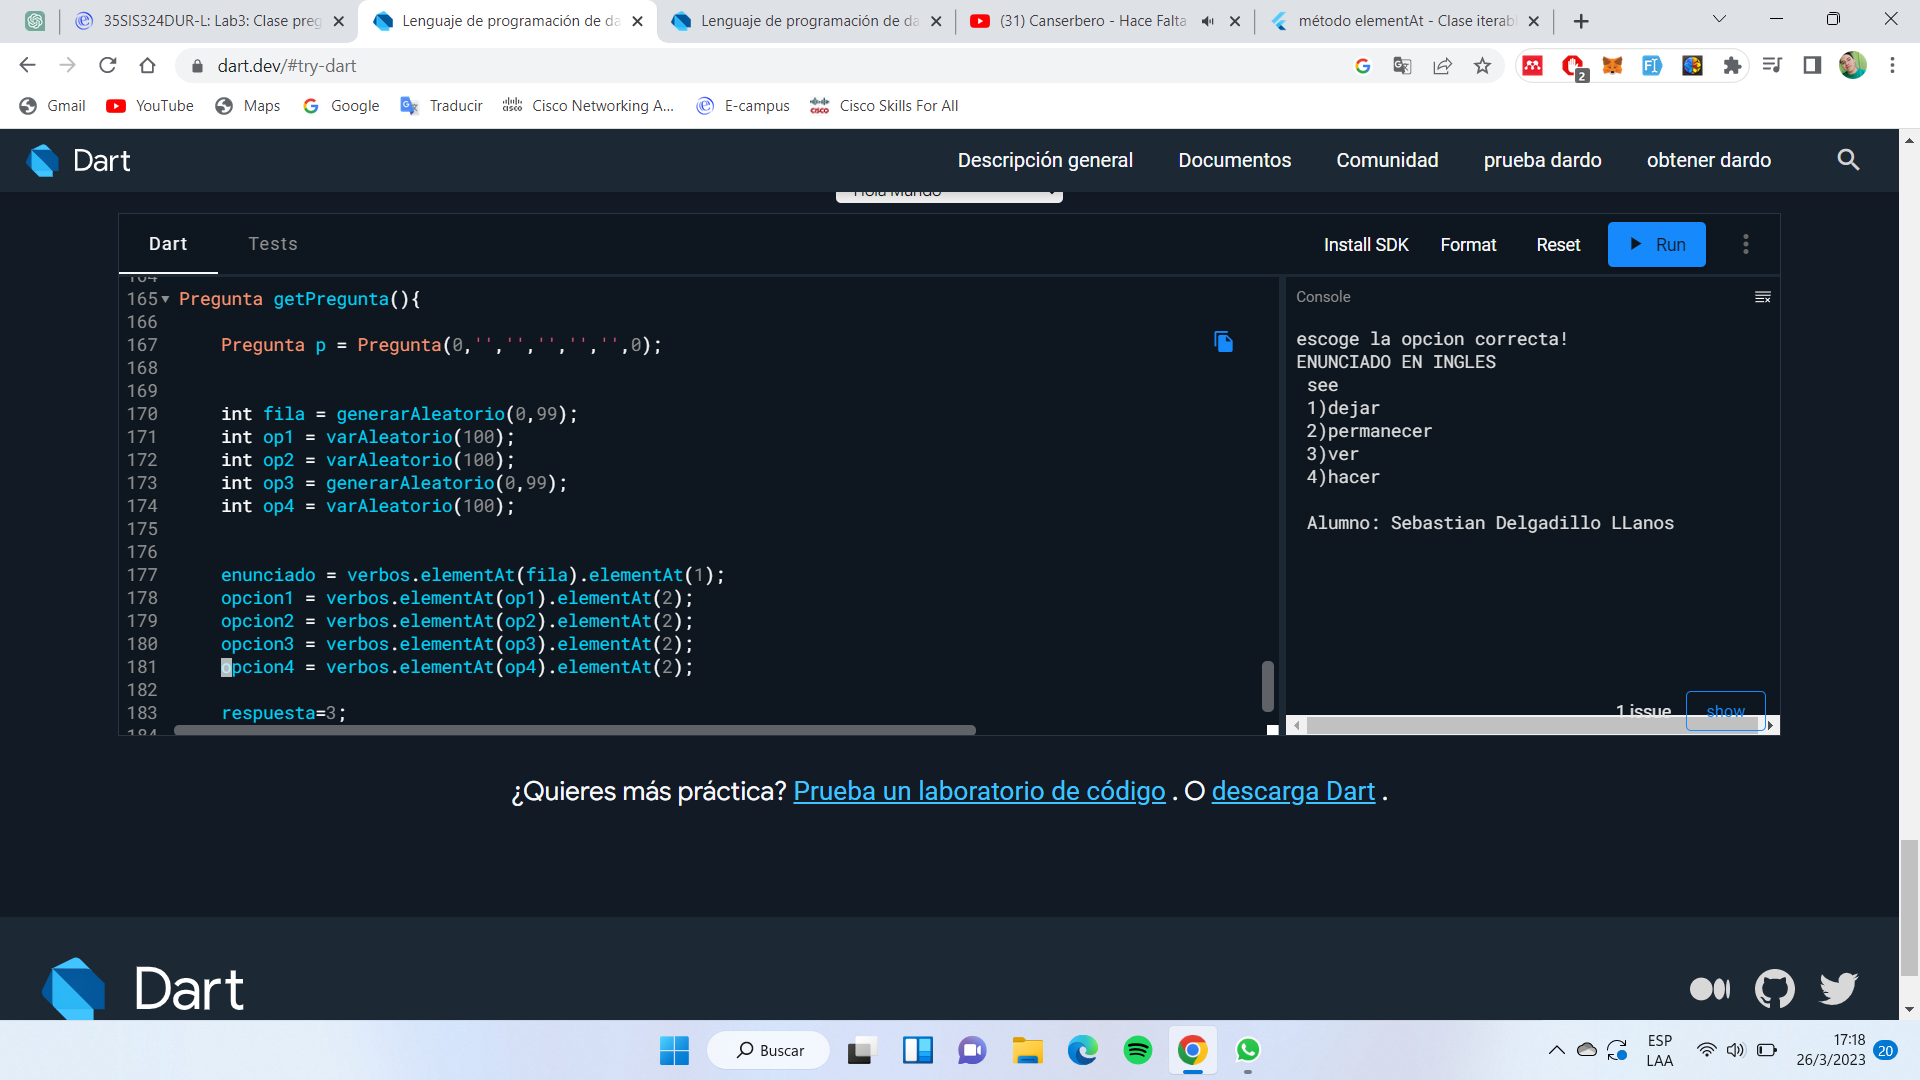 35SIS324DUR-L: Lab3: Clase preg
Lenguaje de programación de da
Lenguaje de programación de da
(31) Canserbero - Hace Falta
método elementAt - Clase iterabl
dart.dev/#try-dart
2
Gmail
YouTube
Maps
Google
Traducir
Cisco Networking A...
E-campus
Cisco Skills For All
Dart
Descripción general
Documentos
Comunidad
prueba dardo
obtener dardo
Hola Mundo
Dart
Tests
Install SDK
Format
Reset
Run
164
165 Pregunta getPregunta(){
166
167 Pregunta p = Pregunta(0,'','','','','',0);
168
169
170 int fila = generarAleatorio(0,99);
171 int op1 = varAleatorio(100);
172 int op2 = varAleatorio(100);
173 int op3 = generarAleatorio(0,99);
174 int op4 = varAleatorio(100);
175
176
177 enunciado = verbos.elementAt(fila).elementAt(1);
178 opcion1 = verbos.elementAt(op1).elementAt(2);
179 opcion2 = verbos.elementAt(op2).elementAt(2);
180 opcion3 = verbos.elementAt(op3).elementAt(2);
181 opcion4 = verbos.elementAt(op4).elementAt(2);
182
183 respuesta=3;
184
Console
escoge la opcion correcta!
ENUNCIADO EN INGLES
see
1)dejar
2)permanecer
3)ver
4)hacer
Alumno: Sebastian Delgadillo LLanos
1 issue
show
¿Quieres más práctica? Prueba un laboratorio de código . O descarga Dart .
Dart
Buscar
ESP
LAA
17:18
26/3/2023
20